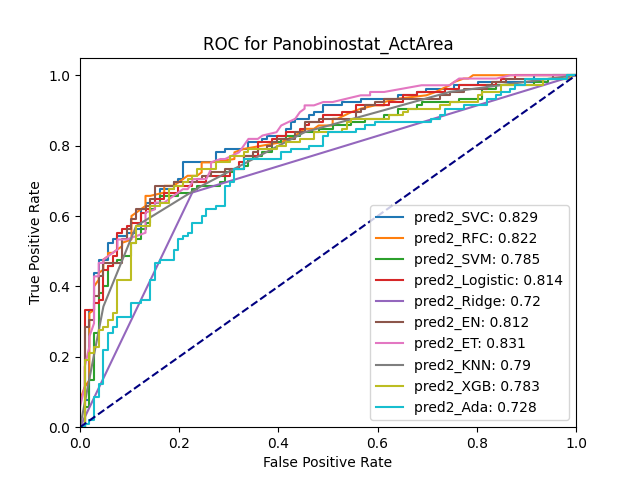 ROC for Panobinostat_ActArea
True Positive Rate
1.0
0.8
0.6
0.4
0.2
0.0
pred2_SVC: 0.829
pred2_RFC: 0.822
pred2_SVM: 0.785
pred2_Logistic: 0.814
pred2_Ridge: 0.72
pred2_EN: 0.812
pred2_ET: 0.831
pred2_KNN: 0.79
pred2_XGB: 0.783
pred2_Ada: 0.728
0.0 0.2 0.4 0.6 0.8 1.0
False Positive Rate